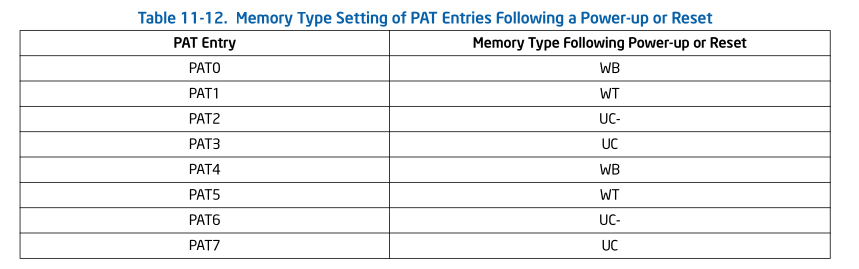 Table 11-12. Memory Type Setting of PAT Entries Following a Power-up or Reset
PAT Entry Memory Type Following Power-up or Reset
PAT0 WB
PAT1 WT
PAT2 UC-
PAT3 UC
PAT4 WB
PAT5 WT
PAT6 UC-
PAT7 UC